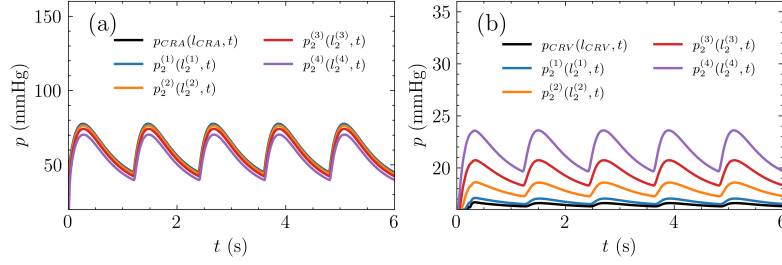 (a)
p_{CRA}(l_{CRA}, t)
p_2^{(1)}(l_2^{(1)}, t)
p_2^{(2)}(l_2^{(2)}, t)
p_2^{(3)}(l_2^{(3)}, t)
p_2^{(4)}(l_2^{(4)}, t)
150
100
50
p (mmHg)
0 2 4 6
t (s)
(b)
p_{CRV}(l_{CRV}, t)
p_2^{(1)}(l_2^{(1)}, t)
p_2^{(2)}(l_2^{(2)}, t)
p_2^{(3)}(l_2^{(3)}, t)
p_2^{(4)}(l_2^{(4)}, t)
35
30
25
20
p (mmHg)
0 2 4 6
t (s)